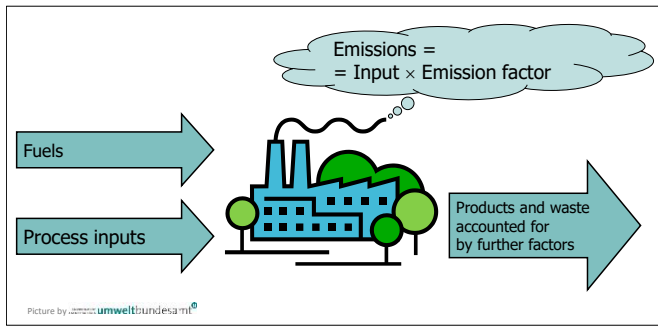 Emissions =
= Input × Emission factor
Fuels
Process inputs
Products and waste
accounted for
by further factors
Picture by umweltbundesamt